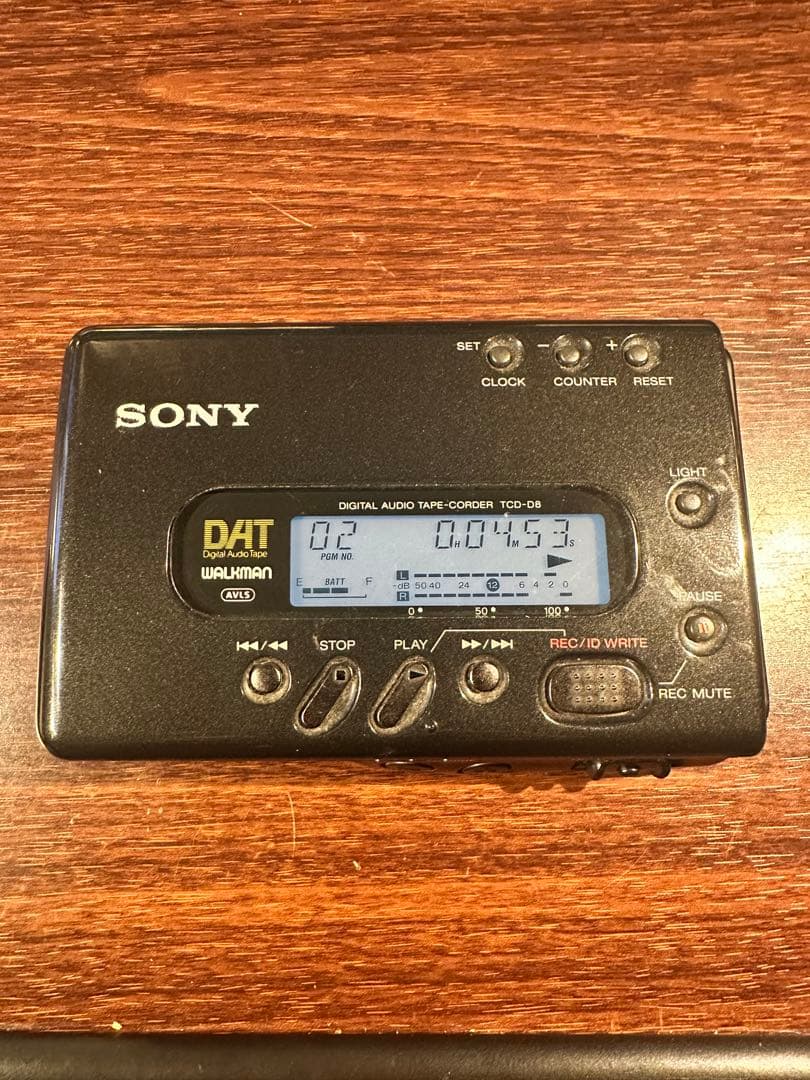 SET - +
CLOCK COUNTER RESET
SONY
LIGHT
DIGITAL AUDIO TAPE-CORDER TCD-D8
DAT
Digital Audio Tape
WALKMAN
AVLS
02 0H04M53S
PGM NO.
E BATT F
L
-dB 50 40 24 12 6 4 2 0
R
0 50 100
PAUSE
STOP PLAY REC/ID WRITE
REC MUTE